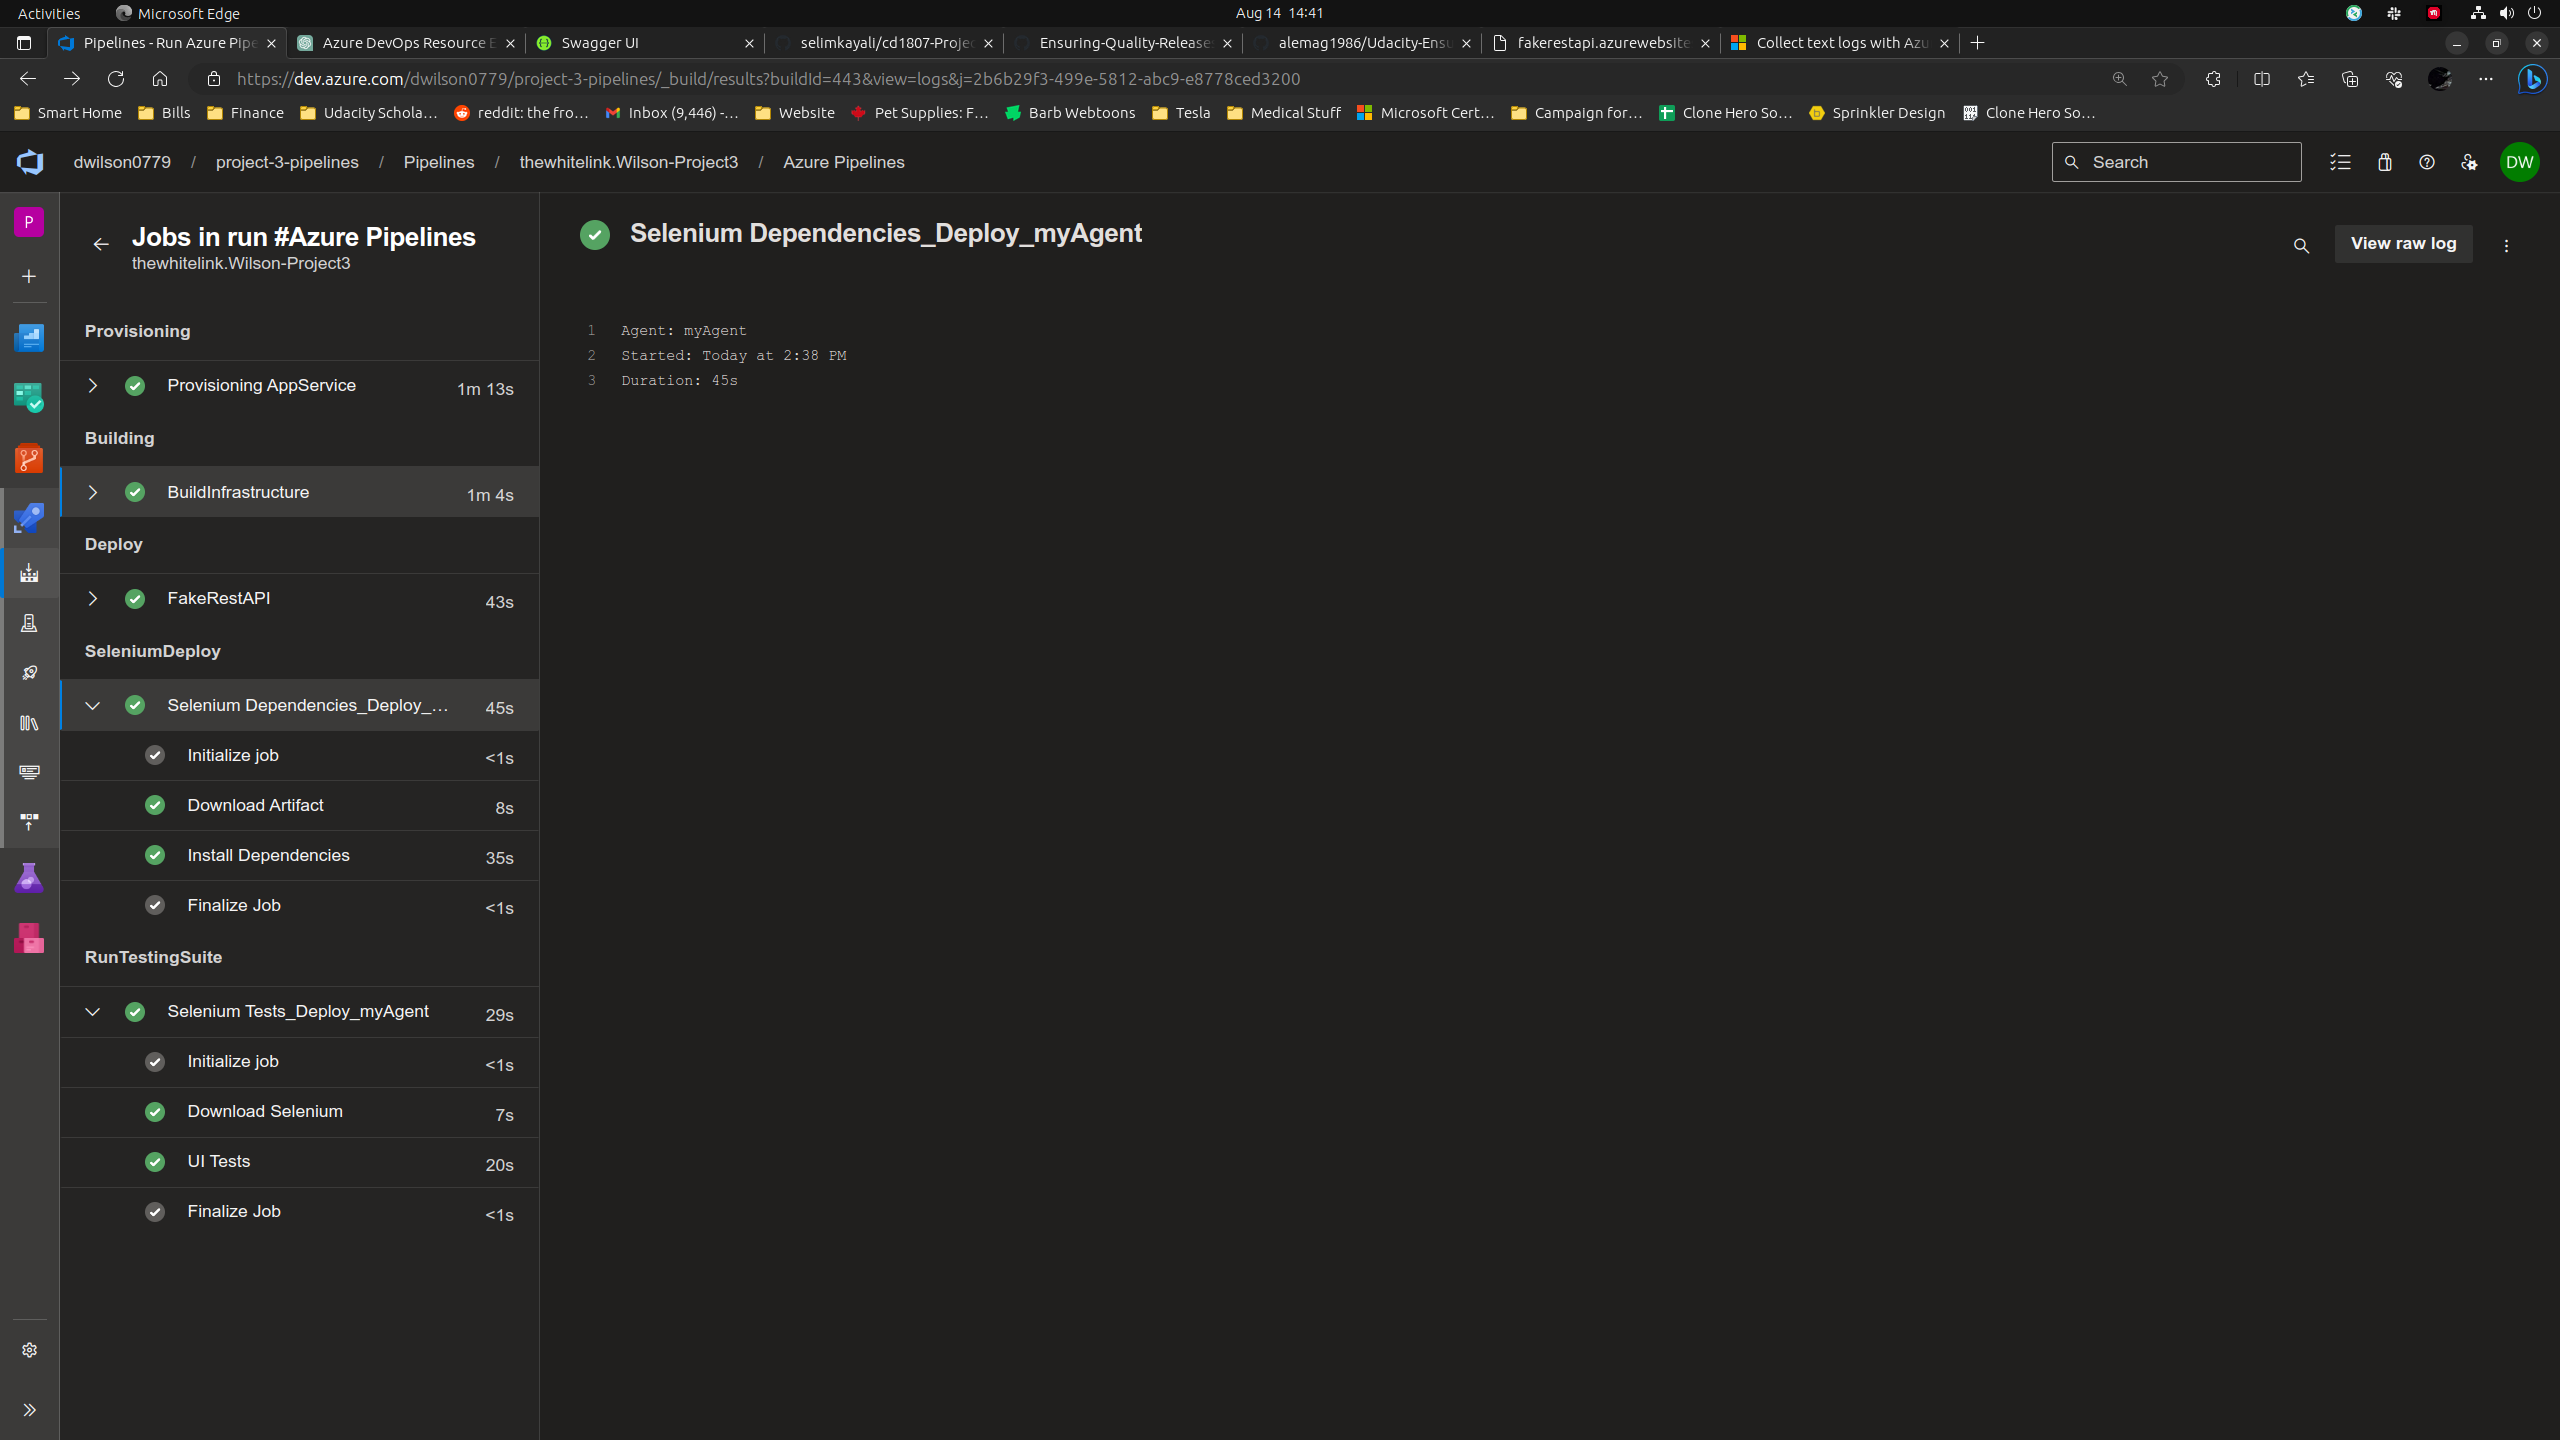 Activities
Microsoft Edge
Aug 14 14:41
Pipelines - Run Azure Pipe
Azure DevOps Resource E
Swagger UI
selimkayali/cd1807-Projec
Ensuring-Quality-Release
alemag1986/Udacity-Ensu
fakerestapi.azurewebsite
Collect text logs with Azu
https://dev.azure.com/dwilson0779/project-3-pipelines/_build/results?buildId=443&view=logs&j=2b6b29f3-499e-5812-abc9-e8778ced3200
Smart Home
Bills
Finance
Udacity Schola...
reddit: the fro...
Inbox (9,446) -...
Website
Pet Supplies: F...
Barb Webtoons
Tesla
Medical Stuff
Microsoft Cert...
Campaign for...
Clone Hero So...
Sprinkler Design
Clone Hero So...
dwilson0779 / project-3-pipelines / Pipelines / thewhitelink.Wilson-Project3 / Azure Pipelines
Search
DW
P
Jobs in run #Azure Pipelines
thewhitelink.Wilson-Project3
Provisioning
Provisioning AppService 1m 13s
Building
BuildInfrastructure 1m 4s
Deploy
FakeRestAPI 43s
SeleniumDeploy
Selenium Dependencies_Deploy_... 45s
Initialize job <1s
Download Artifact 8s
Install Dependencies 35s
Finalize Job <1s
RunTestingSuite
Selenium Tests_Deploy_myAgent 29s
Initialize job <1s
Download Selenium 7s
UI Tests 20s
Finalize Job <1s
Selenium Dependencies_Deploy_myAgent
View raw log
1 Agent: myAgent
2 Started: Today at 2:38 PM
3 Duration: 45s